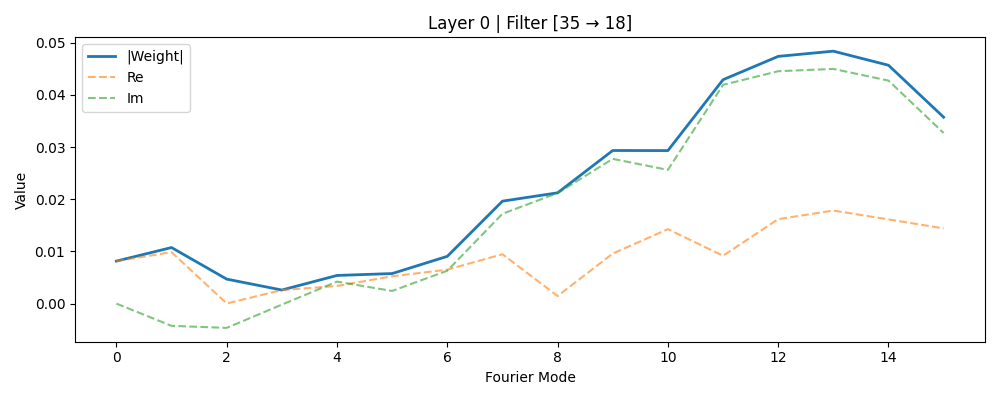 Layer 0 | Filter [35 → 18]
|Weight|
Re
Im
Value
0.05
0.04
0.03
0.02
0.01
0.00
0 2 4 6 8 10 12 14
Fourier Mode